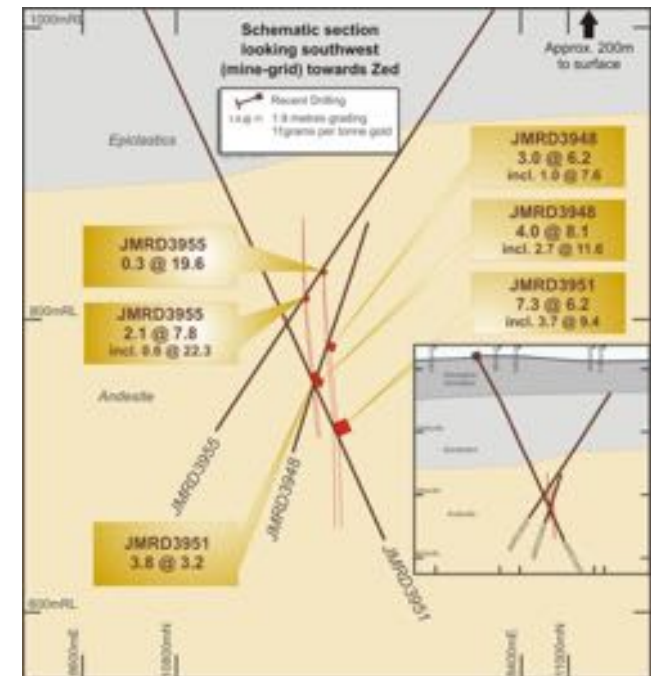 1000mRL
Schematic section
looking southwest
(mine-grid) towards Zed
Approx. 200m
to surface
Recent Drilling
1.9 metres grading
11grams per tonne gold
Epiclastics
JMRD3948
3.0 @ 6.2
incl. 1.0 @ 7.6
JMRD3948
4.0 @ 8.1
incl. 2.7 @ 11.6
JMRD3955
0.3 @ 19.6
JMRD3951
7.3 @ 6.2
incl. 3.7 @ 9.4
800mRL
JMRD3955
2.1 @ 7.8
incl. 0.6 @ 22.3
Andesite
JMRD3955
JMRD3948
JMRD3951
JMRD3951
3.8 @ 3.2
600mRL
10800mN
11000mN